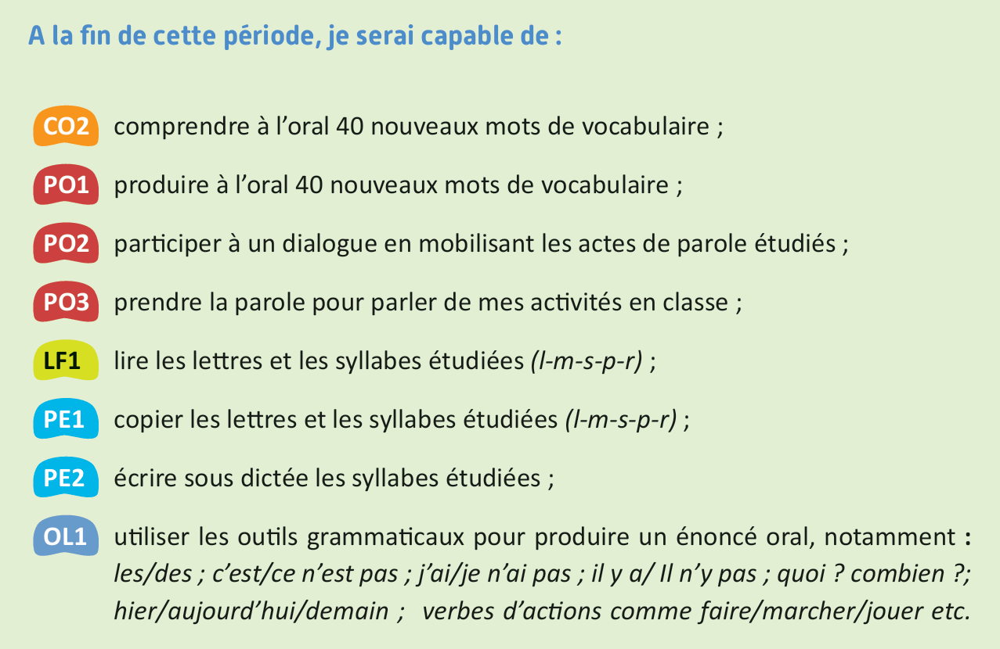 A la fin de cette période, je serai capable de :
CO2 comprendre à l’oral 40 nouveaux mots de vocabulaire ;
PO1 produire à l’oral 40 nouveaux mots de vocabulaire ;
PO2 participer à un dialogue en mobilisant les actes de parole étudiés ;
PO3 prendre la parole pour parler de mes activités en classe ;
LF1 lire les lettres et les syllabes étudiées (l-m-s-p-r) ;
PE1 copier les lettres et les syllabes étudiées (l-m-s-p-r) ;
PE2 écrire sous dictée les syllabes étudiées ;
OL1 utiliser les outils grammaticaux pour produire un énoncé oral, notamment :
les/des ; c’est/ce n’est pas ; j’ai/je n’ai pas ; il y a/ Il n’y pas ; quoi ? combien ?;
hier/aujourd’hui/demain ; verbes d’actions comme faire/marcher/jouer etc.